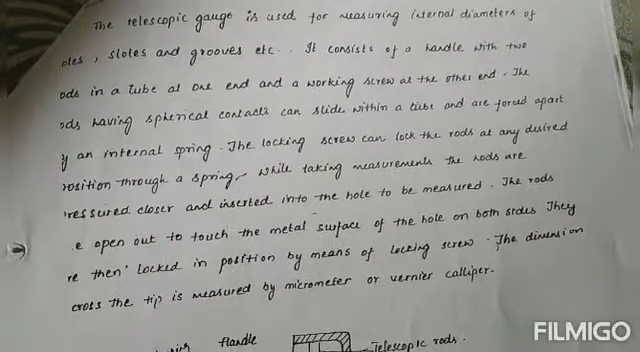 The telescopic gauge is used for measuring internal diameters of
oles, slotes and grooves etc.. It consists of a handle with two
ods in a tube at one end and a working screw at the other end. The
ods having spherical contacts can slide within a tube and are forced apart
y an internal spring. The locking screw can lock the rods at any desired
osition through a spring. While taking measurements the rods are
ressured closer and inserted into the hole to be measured. The rods
e open out to touch the metal surface of the hole on both sides They
re then locked in position by means of locking screw. The dimension
cross the tip is measured by micrometer or vernier calliper.
Handle
Telescopic rods.
FILMIGO